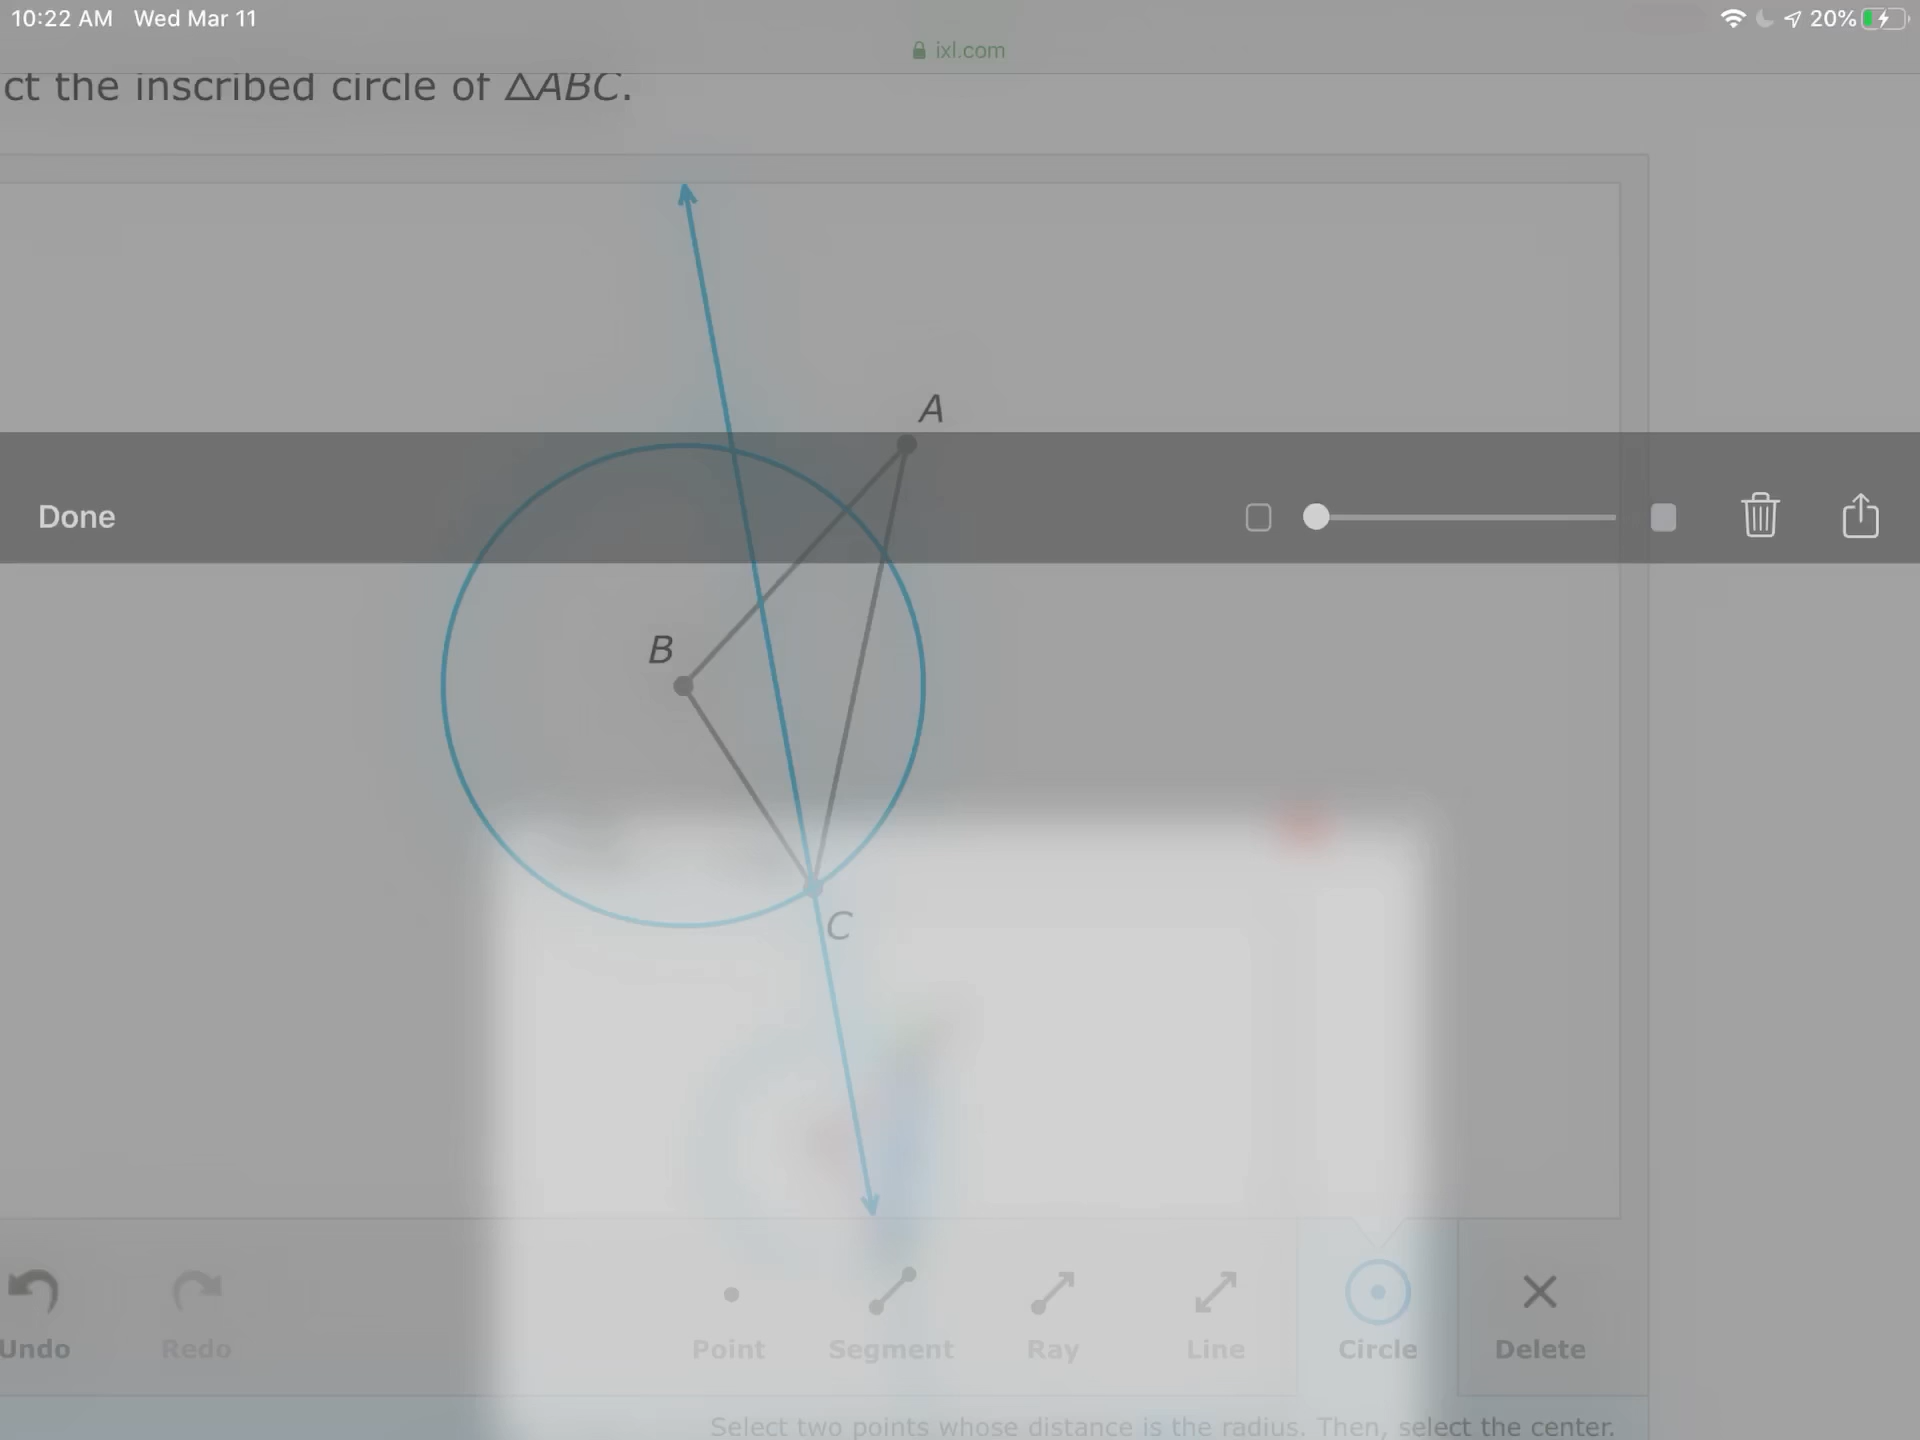 10:22 AM Wed Mar 11
20%
ixl.com
ct the inscribed circle of △ABC.
A
Done
B
C
Undo
Redo
Point
Segment
Ray
Line
Circle
Delete
Select two points whose distance is the radius. Then, select the center.